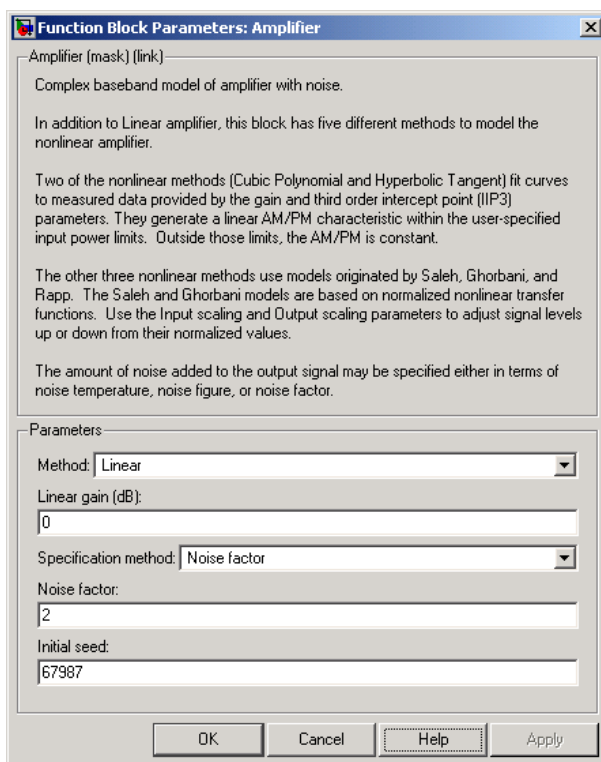 Function Block Parameters: Amplifier
Amplifier (mask) (link)
Complex baseband model of amplifier with noise.
In addition to Linear amplifier, this block has five different methods to model the
nonlinear amplifier.
Two of the nonlinear methods (Cubic Polynomial and Hyperbolic Tangent) fit curves
to measured data provided by the gain and third order intercept point (IIP3)
parameters. They generate a linear AM/PM characteristic within the user-specified
input power limits.  Outside those limits, the AM/PM is constant.
The other three nonlinear methods use models originated by Saleh, Ghorbani, and
Rapp.  The Saleh and Ghorbani models are based on normalized nonlinear transfer
functions.  Use the Input scaling and Output scaling parameters to adjust signal levels
up or down from their normalized values.
The amount of noise added to the output signal may be specified either in terms of
noise temperature, noise figure, or noise factor.
Parameters
Method: Linear
Linear gain (dB):
0
Specification method: Noise factor
Noise factor:
2
Initial seed:
67987
OK Cancel Help Apply